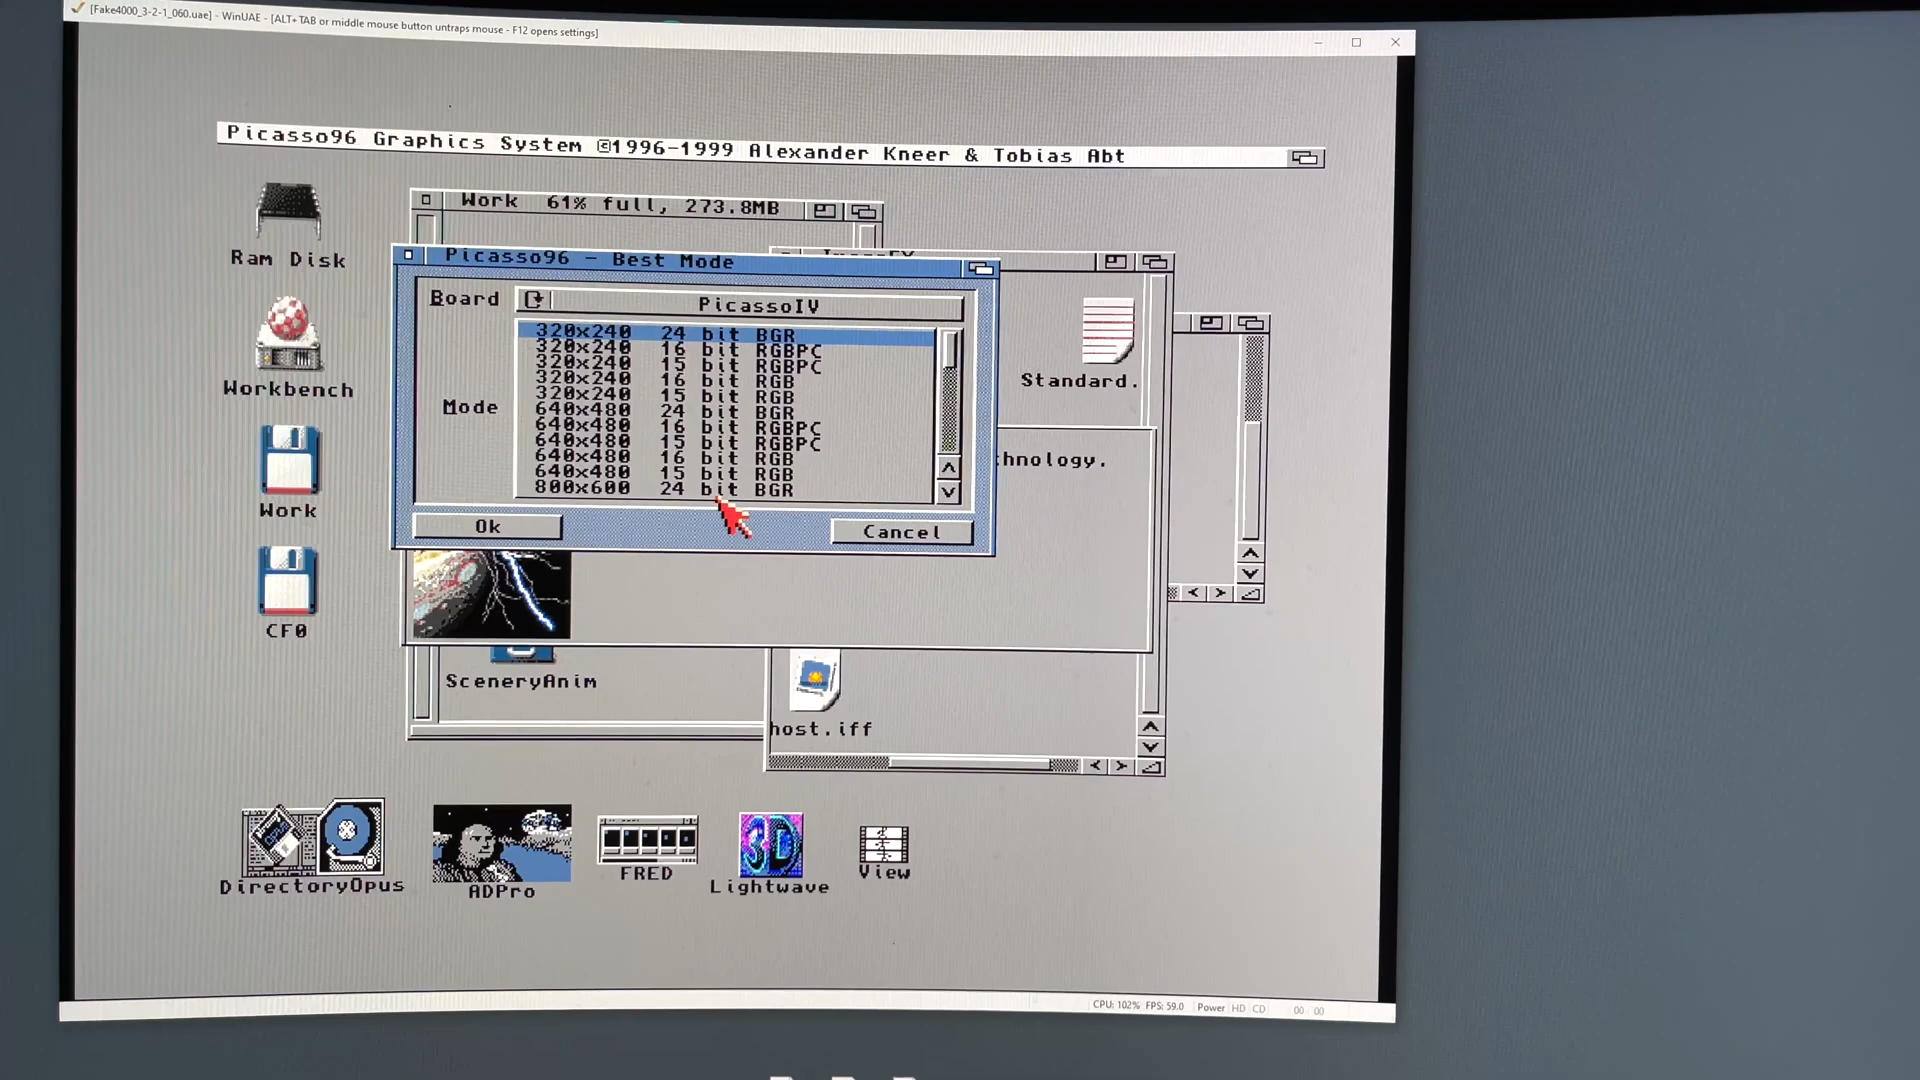 [Fake4000_3-2-1_060.uae] - WinUAE - [ALT+TAB or middle mouse button untraps mouse - F12 opens settings]
Picasso96 Graphics System ©1996-1999 Alexander Kneer & Tobias Abt
Work 61% full, 273.8MB
Ram Disk
Picasso96 - Best Mode
Board
PicassoIV
320x240 24 bit BGR
320x240 16 bit RGBPC
320x240 15 bit RGBPC
320x240 16 bit RGB
320x240 15 bit RGB
640x480 24 bit BGR
640x480 16 bit RGBPC
640x480 15 bit RGBPC
640x480 16 bit RGB
640x480 15 bit RGB
800x600 24 bit BGR
Mode
Ok
Cancel
Standard.
Workbench
hnology.
Work
CF0
SceneryAnim
host.iff
DirectoryOpus
ADPro
FRED
Lightwave
View
3D
CPU: 102% FPS: 59.0 Power HD CD 00 00